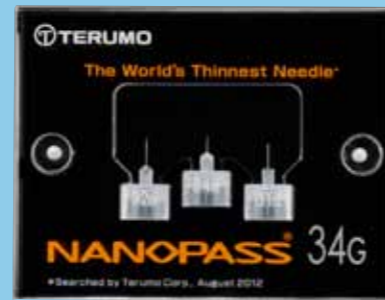 TERUMO
The World's Thinnest Needle*
NANOPASS® 34G
*Searched by Terumo Corp., August 2012